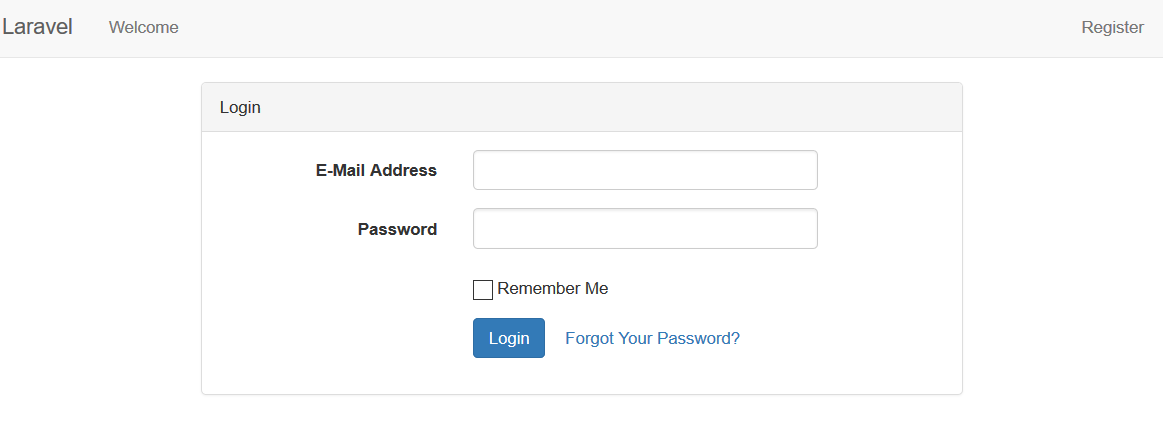 Laravel Welcome Register
Login
E-Mail Address
Password
Remember Me
Login Forgot Your Password?